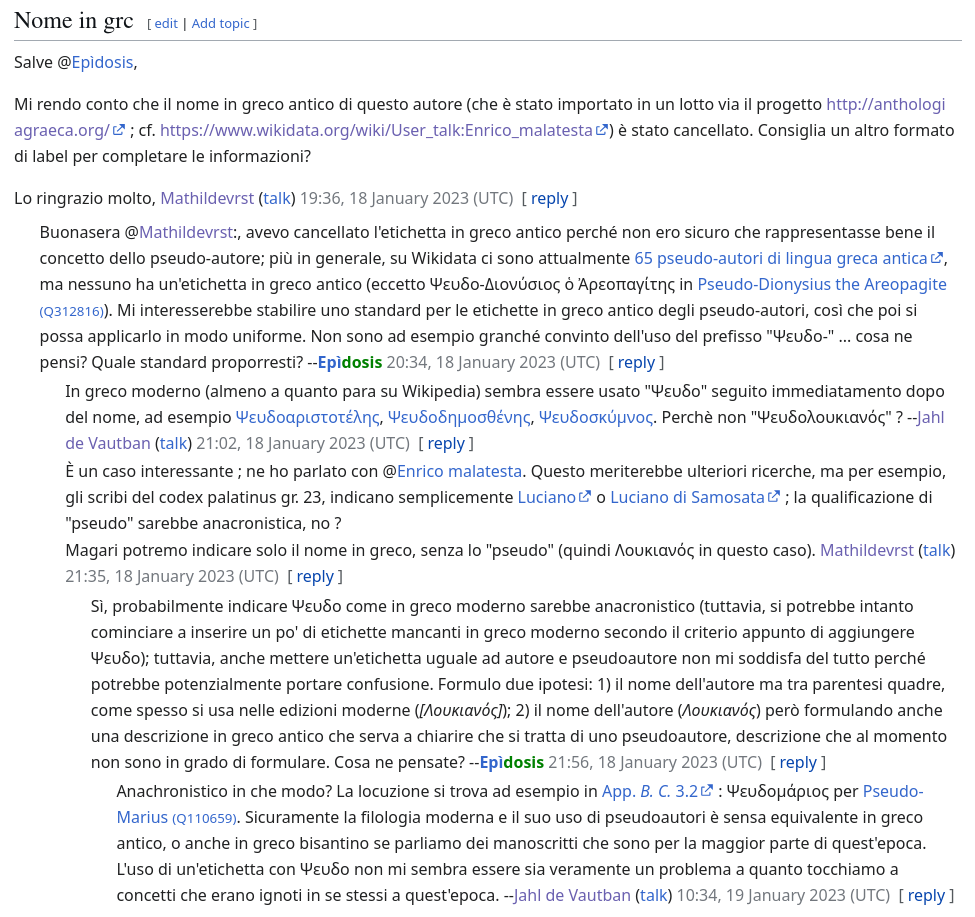 Nome in grc [ edit | Add topic ]
Salve @Epìdosis,
Mi rendo conto che il nome in greco antico di questo autore (che è stato importato in un lotto via il progetto http://anthologi
agraeca.org/ ; cf. https://www.wikidata.org/wiki/User_talk:Enrico_malatesta) è stato cancellato. Consiglia un altro formato
di label per completare le informazioni?
Lo ringrazio molto, Mathildevrst (talk) 19:36, 18 January 2023 (UTC) [ reply ]
Buonasera @Mathildevrst:, avevo cancellato l'etichetta in greco antico perché non ero sicuro che rappresentasse bene il
concetto dello pseudo-autore; più in generale, su Wikidata ci sono attualmente 65 pseudo-autori di lingua greca antica,
ma nessuno ha un'etichetta in greco antico (eccetto Ψευδο-Διονύσιος ὁ Ἀρεοπαγίτης in Pseudo-Dionysius the Areopagite
(Q312816)). Mi interesserebbe stabilire uno standard per le etichette in greco antico degli pseudo-autori, così che poi si
possa applicarlo in modo uniforme. Non sono ad esempio granché convinto dell'uso del prefisso "Ψευδο-" ... cosa ne
pensi? Quale standard proporresti? --Epìdosis 20:34, 18 January 2023 (UTC) [ reply ]
In greco moderno (almeno a quanto para su Wikipedia) sembra essere usato "Ψευδο" seguito immediatamento dopo
del nome, ad esempio Ψευδοαριστοτέλης, Ψευδοδημοσθένης, Ψευδοσκύμνος. Perchè non "Ψευδολουκιανός" ? --Jahl
de Vautban (talk) 21:02, 18 January 2023 (UTC) [ reply ]
È un caso interessante ; ne ho parlato con @Enrico malatesta. Questo meriterebbe ulteriori ricerche, ma per esempio,
gli scribi del codex palatinus gr. 23, indicano semplicemente Luciano o Luciano di Samosata ; la qualificazione di
"pseudo" sarebbe anacronistica, no ?
Magari potremo indicare solo il nome in greco, senza lo "pseudo" (quindi Λουκιανός in questo caso). Mathildevrst (talk)
21:35, 18 January 2023 (UTC) [ reply ]
Sì, probabilmente indicare Ψευδο come in greco moderno sarebbe anacronistico (tuttavia, si potrebbe intanto
cominciare a inserire un po' di etichette mancanti in greco moderno secondo il criterio appunto di aggiungere
Ψευδο); tuttavia, anche mettere un'etichetta uguale ad autore e pseudoautore non mi soddisfa del tutto perché
potrebbe potenzialmente portare confusione. Formulo due ipotesi: 1) il nome dell'autore ma tra parentesi quadre,
come spesso si usa nelle edizioni moderne ([Λουκιανός]); 2) il nome dell'autore (Λουκιανός) però formulando anche
una descrizione in greco antico che serva a chiarire che si tratta di uno pseudoautore, descrizione che al momento
non sono in grado di formulare. Cosa ne pensate? --Epìdosis 21:56, 18 January 2023 (UTC) [ reply ]
Anachronistico in che modo? La locuzione si trova ad esempio in App. B. C. 3.2 : Ψευδομάριος per Pseudo-
Marius (Q110659). Sicuramente la filologia moderna e il suo uso di pseudoautori è sensa equivalente in greco
antico, o anche in greco bisantino se parliamo dei manoscritti che sono per la maggior parte di quest'epoca.
L'uso di un'etichetta con Ψευδο non mi sembra essere sia veramente un problema a quanto tocchiamo a
concetti che erano ignoti in se stessi a quest'epoca. --Jahl de Vautban (talk) 10:34, 19 January 2023 (UTC) [ reply ]